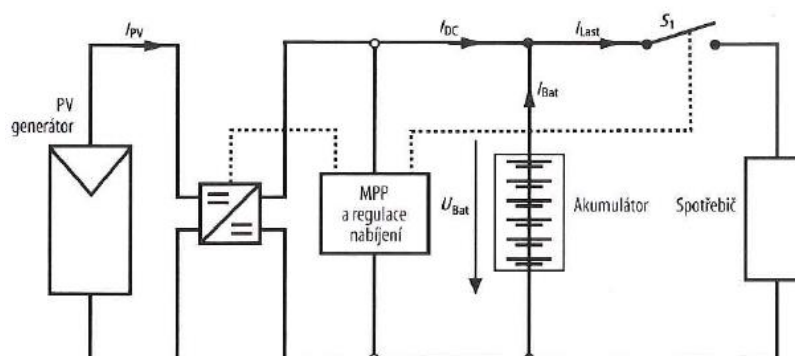 I_PV
I_DC
I_Last
S_1
PV
generátor
I_Bat
MPP
a regulace
nabíjení
U_Bat
Akumulátor
Spotřebič